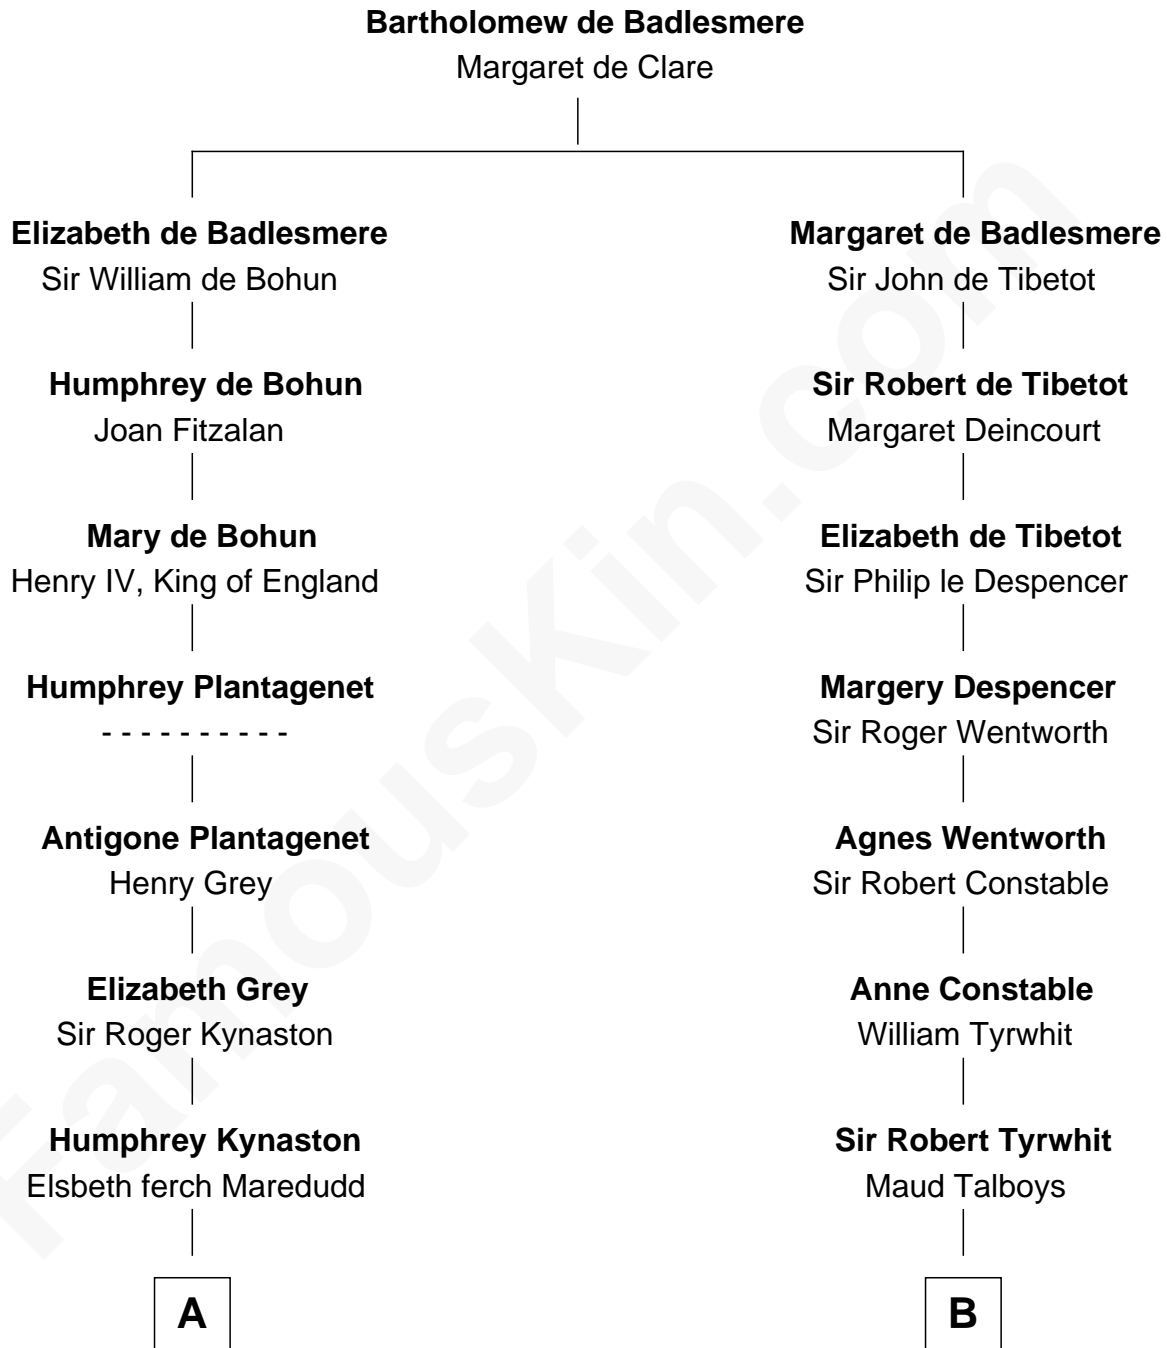 Bartholomew de Badlesmere
Margaret de Clare
Elizabeth de Badlesmere
Sir William de Bohun
Margaret de Badlesmere
Sir John de Tibetot
Humphrey de Bohun
Joan Fitzalan
Sir Robert de Tibetot
Margaret Deincourt
Mary de Bohun
Henry IV, King of England
Elizabeth de Tibetot
Sir Philip le Despencer
Humphrey Plantagenet
- - - - - - - - - -
Margery Despencer
Sir Roger Wentworth
Antigone Plantagenet
Henry Grey
Agnes Wentworth
Sir Robert Constable
Elizabeth Grey
Sir Roger Kynaston
Anne Constable
William Tyrwhit
Humphrey Kynaston
Elsbeth ferch Maredudd
Sir Robert Tyrwhit
Maud Talboys
A
B
FamousKin.com